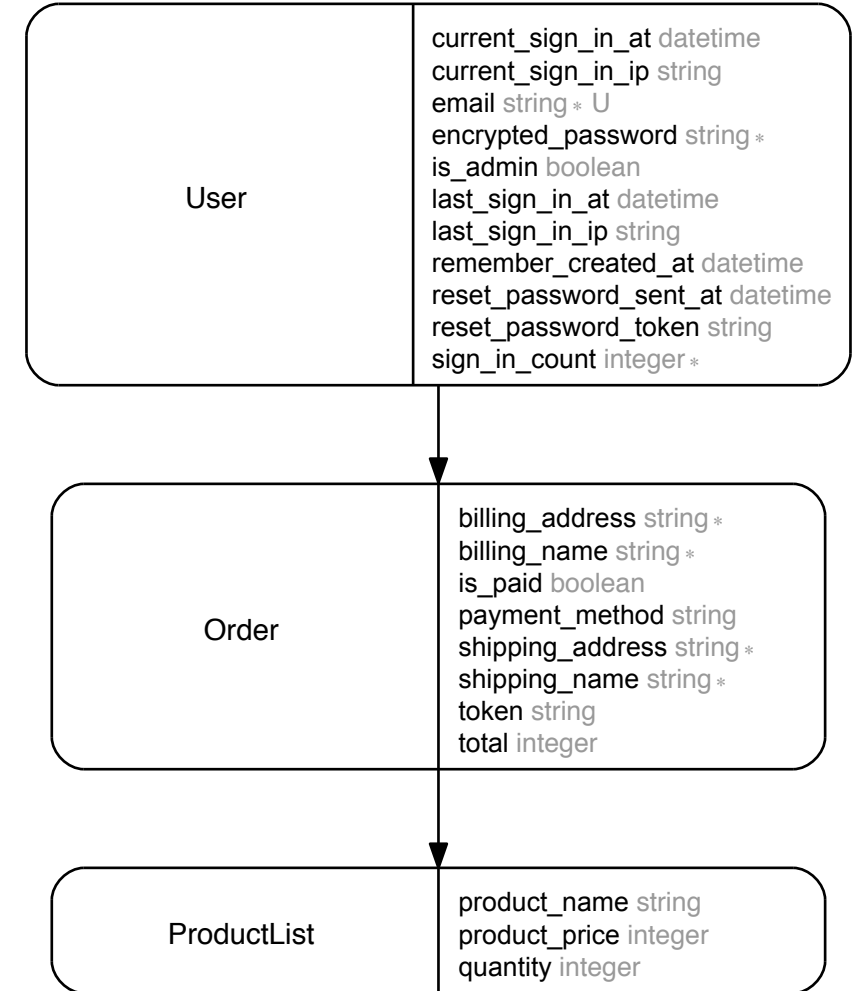 User
current_sign_in_at datetime
current_sign_in_ip string
email string * U
encrypted_password string *
is_admin boolean
last_sign_in_at datetime
last_sign_in_ip string
remember_created_at datetime
reset_password_sent_at datetime
reset_password_token string
sign_in_count integer *
Order
billing_address string *
billing_name string *
is_paid boolean
payment_method string
shipping_address string *
shipping_name string *
token string
total integer
ProductList
product_name string
product_price integer
quantity integer